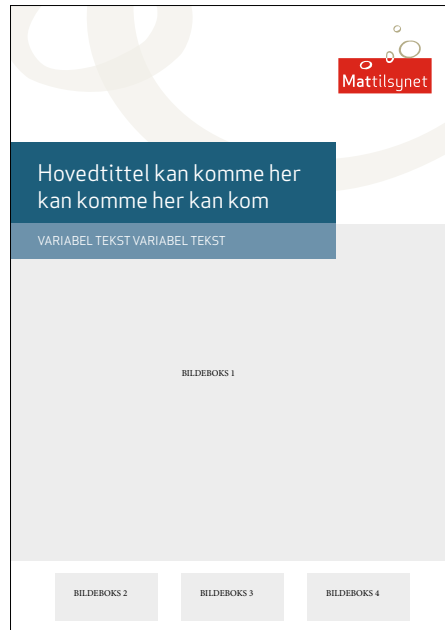 Mattilsynet
Hovedtittel kan komme her
kan komme her kan kom
VARIABEL TEKST VARIABEL TEKST
BILDEBOKS 1
BILDEBOKS 2
BILDEBOKS 3
BILDEBOKS 4